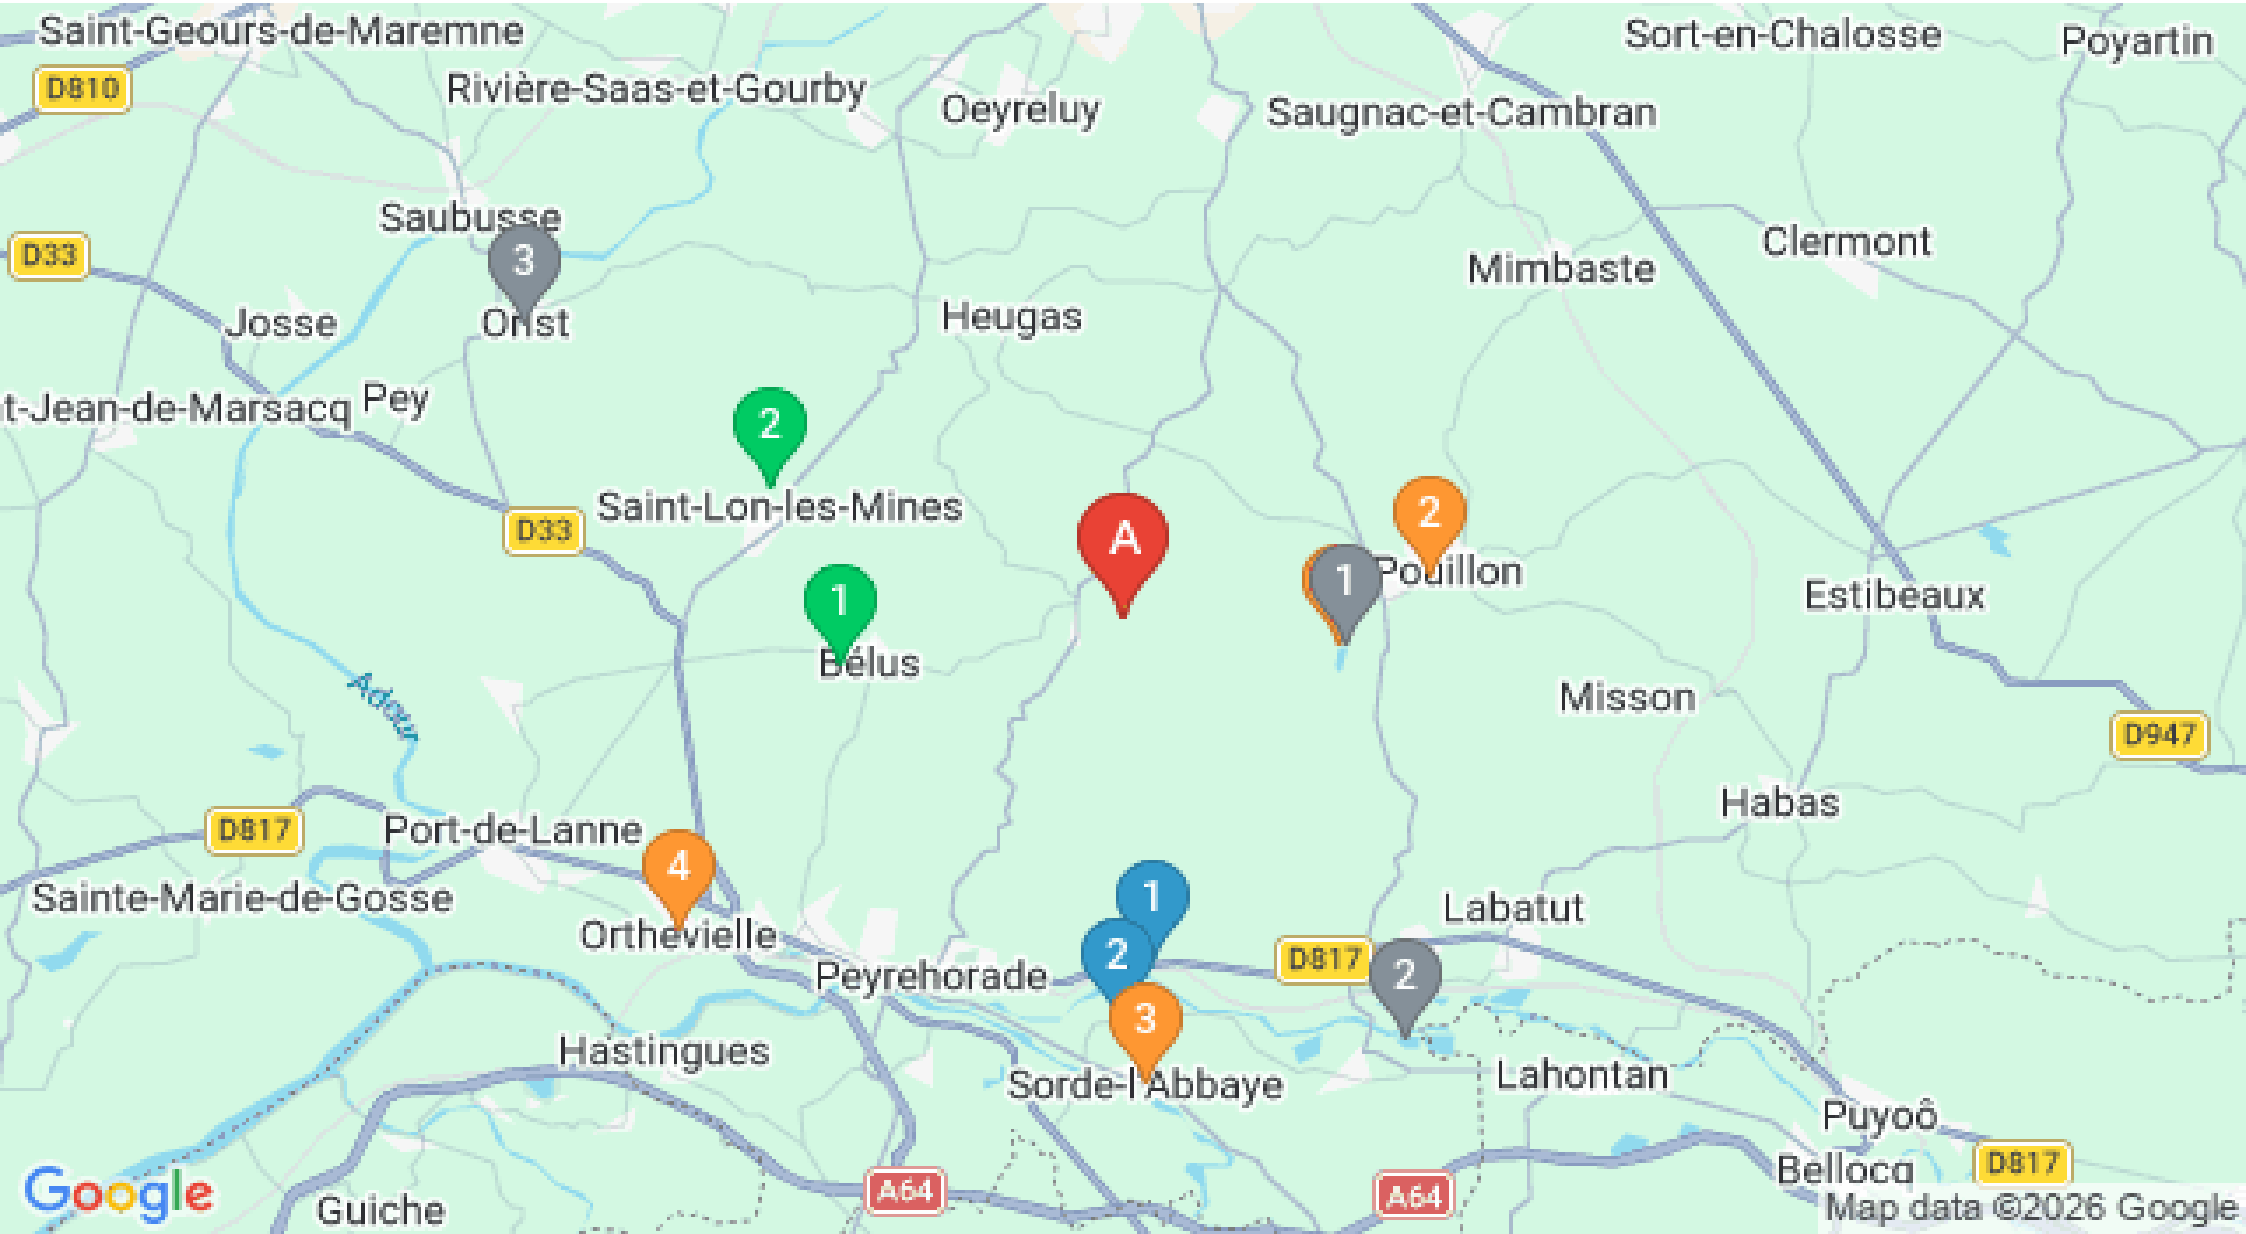 Saint-Geours-de-Maremne
Sort-en-Chalosse
Poyartin
D810
Rivière-Saas-et-Gourby
Oeyreluy
Saugnac-et-Cambran
Saubusse
D33
3
Clermont
Mimbaste
Josse
Orist
Heugas
t-Jean-de-Marsacq
Pey
2
Saint-Lon-les-Mines
2
D33
A
1
Pouillon
1
Estibeaux
Bélus
Misson
Adour
D947
Habas
D817
Port-de-Lanne
4
Sainte-Marie-de-Gosse
1
Labatut
Orthevielle
2
D817
2
Peyrehorade
3
Hastingues
Sorde-l'Abbaye
Lahontan
Puyoô
Bellocq
D817
Google
A64
A64
Guiche
Map data ©2026 Google